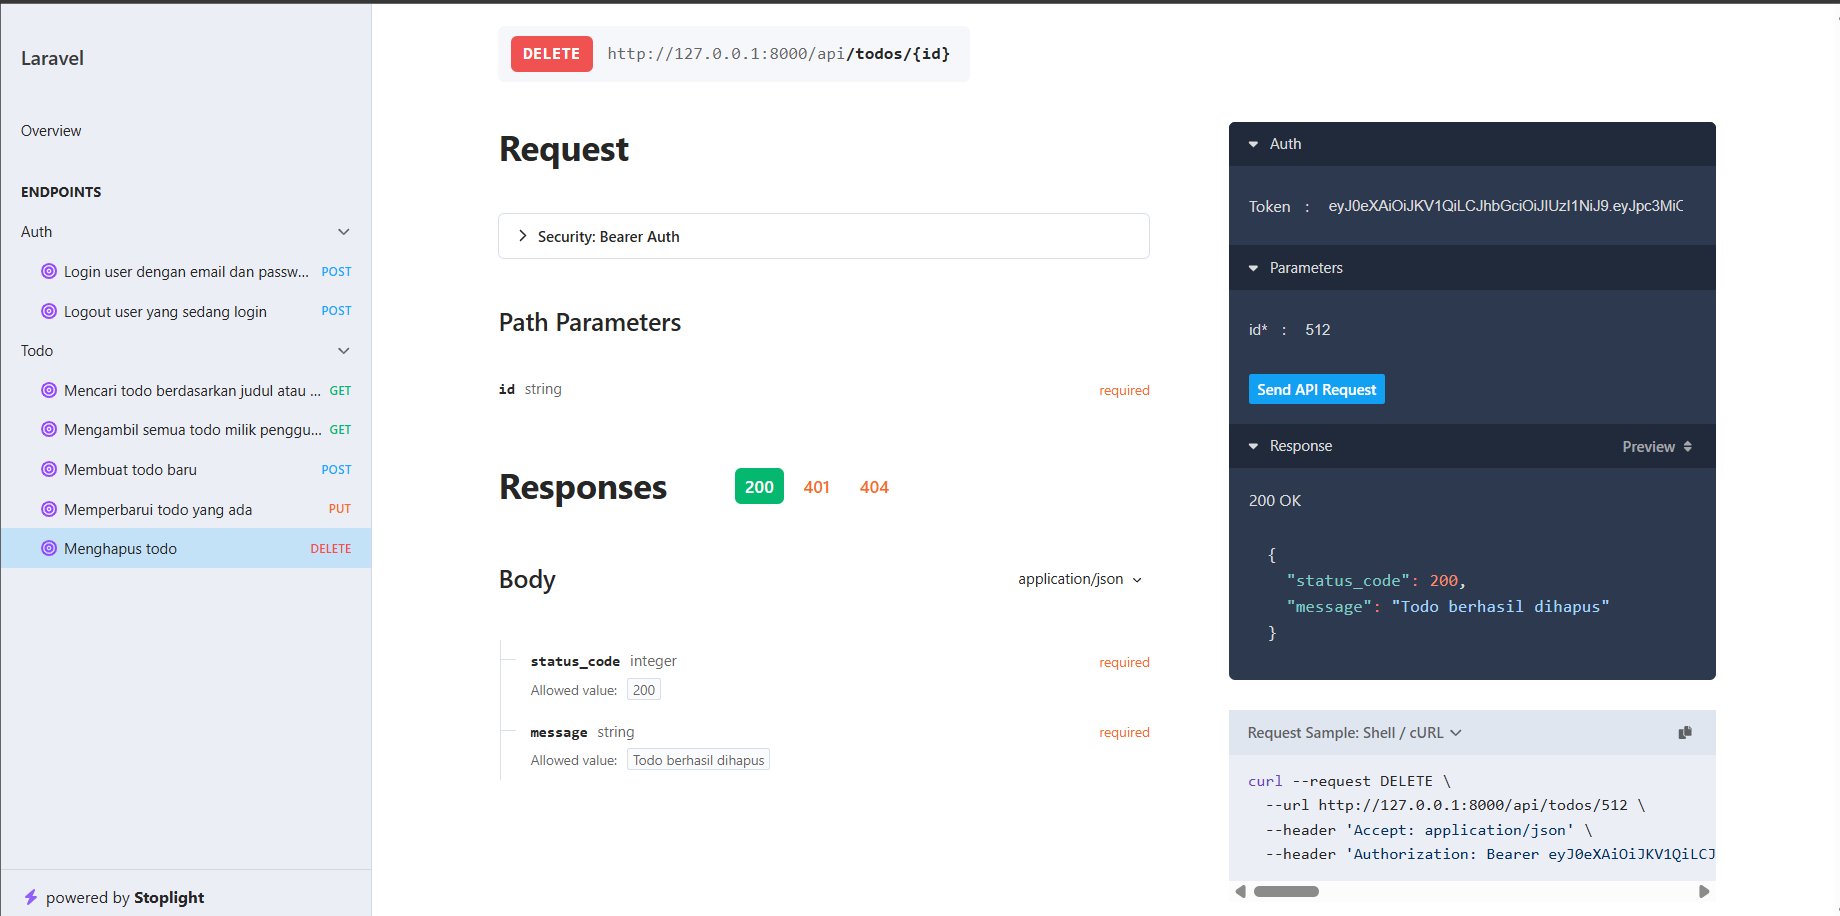 Laravel
Overview
ENDPOINTS
Auth
Login user dengan email dan passw... POST
Logout user yang sedang login POST
Todo
Mencari todo berdasarkan judul atau ... GET
Mengambil semua todo milik penggu... GET
Membuat todo baru POST
Memperbarui todo yang ada PUT
Menghapus todo DELETE
powered by Stoplight
DELETE http://127.0.0.1:8000/api/todos/{id}
Request
Security: Bearer Auth
Path Parameters
id string required
Responses 200 401 404
Body application/json
status_code integer required
Allowed value: 200
message string required
Allowed value: Todo berhasil dihapus
Auth
Token : eyJ0eXAiOiJKV1QiLCJhbGciOiJIUzI1NiJ9.eyJpc3MiO
Parameters
id* : 512
Send API Request
Response Preview
200 OK
{
"status_code": 200,
"message": "Todo berhasil dihapus"
}
Request Sample: Shell / cURL
curl --request DELETE \
--url http://127.0.0.1:8000/api/todos/512 \
--header 'Accept: application/json' \
--header 'Authorization: Bearer eyJ0eXAiOiJKV1QiLCJ